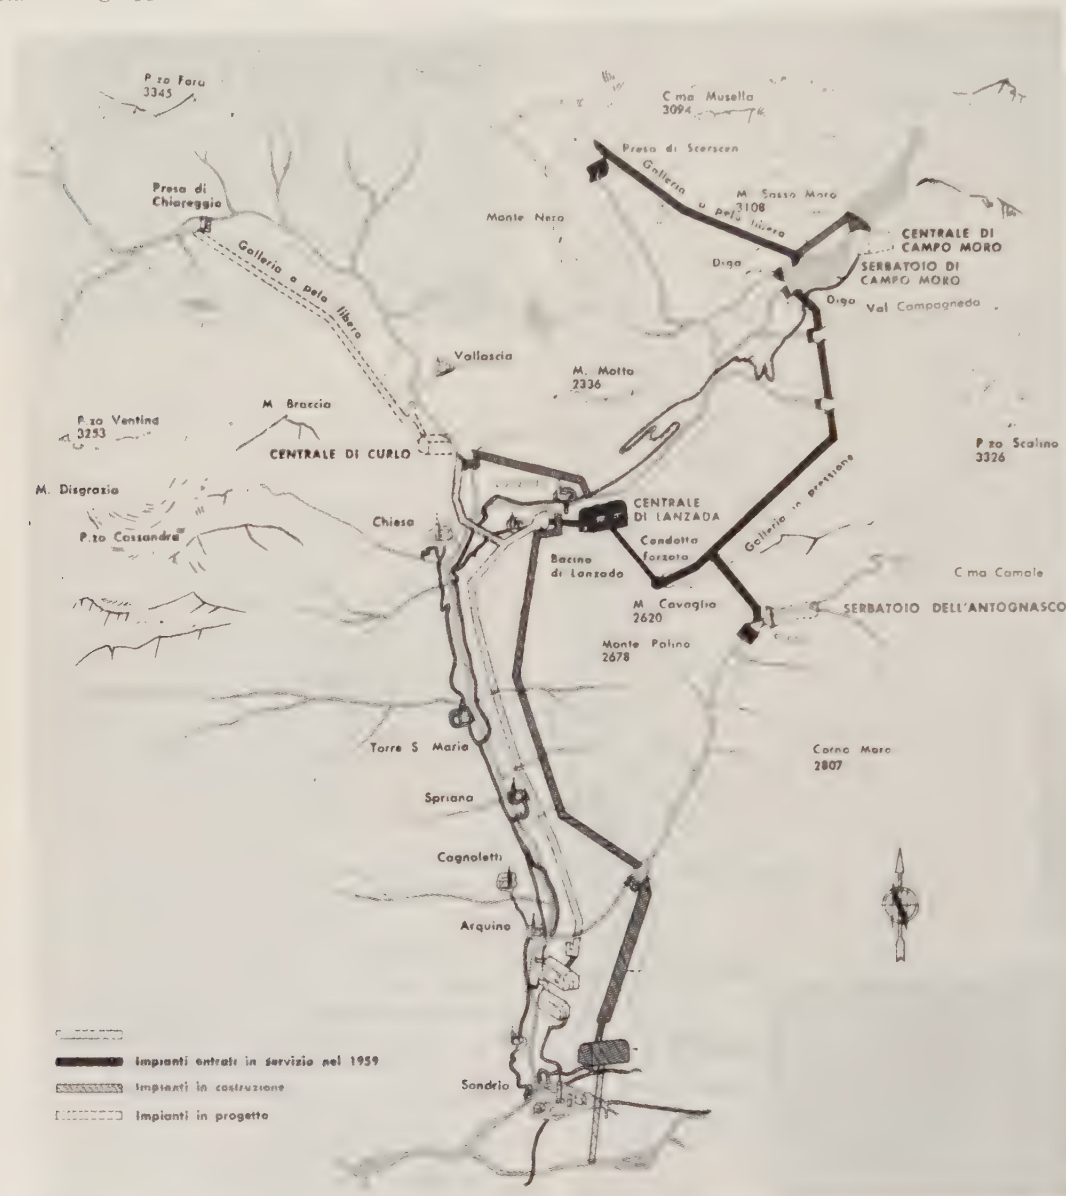 P.zo Fora
3345
C.ma Musella
3094
Presa di Scerscen
Galleria a pelo libero
M. Sasso Moro
3108
Presa di
Chiareggio
Monte Nero
CENTRALE DI
CAMPO MORO
Diga
SERBATOIO DI
CAMPO MORO
Galleria a pelo libero
Diga
Val Campagneda
Vallascia
M. Motta
2336
M. Braccia
P.zo Ventina
3253
CENTRALE DI CURLO
P.zo Scalino
3326
M. Disgrazia
CENTRALE
DI LANZADA
Galleria in pressione
Chiesa
P.zo Cassandra
Condotta
forzata
Bacino
di Lanzada
C.ma Camole
M. Cavaglia
2620
SERBATOIO DELL'ANTOGNASCO
Monte Palino
2678
Torre S. Maria
Corno Moro
2807
Spriana
Cagnoletti
Arquino
Impianti entrati in servizio nel 1959
Impianti in costruzione
Sondrio
Impianti in progetto